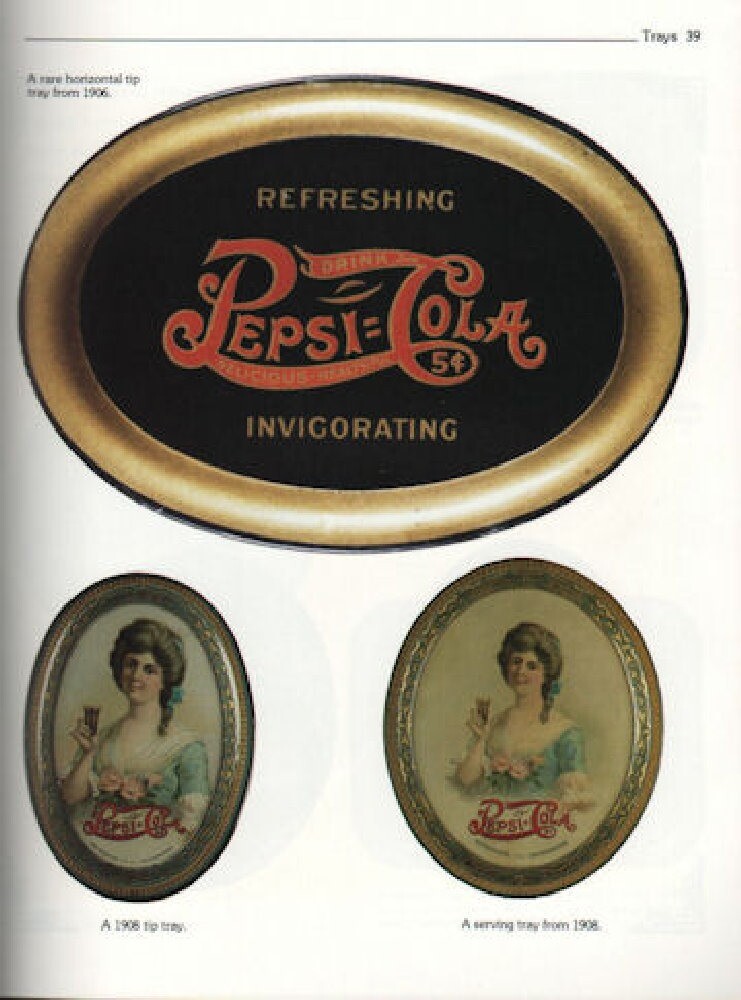 Trays 39
A rare horizontal tip
tray from 1906.
REFRESHING
DRINK
PEPSI=COLA
5¢
DELICIOUS-HEALTHFUL
INVIGORATING
PEPSI=COLA
PEPSI=COLA
A 1908 tip tray.
A serving tray from 1908.